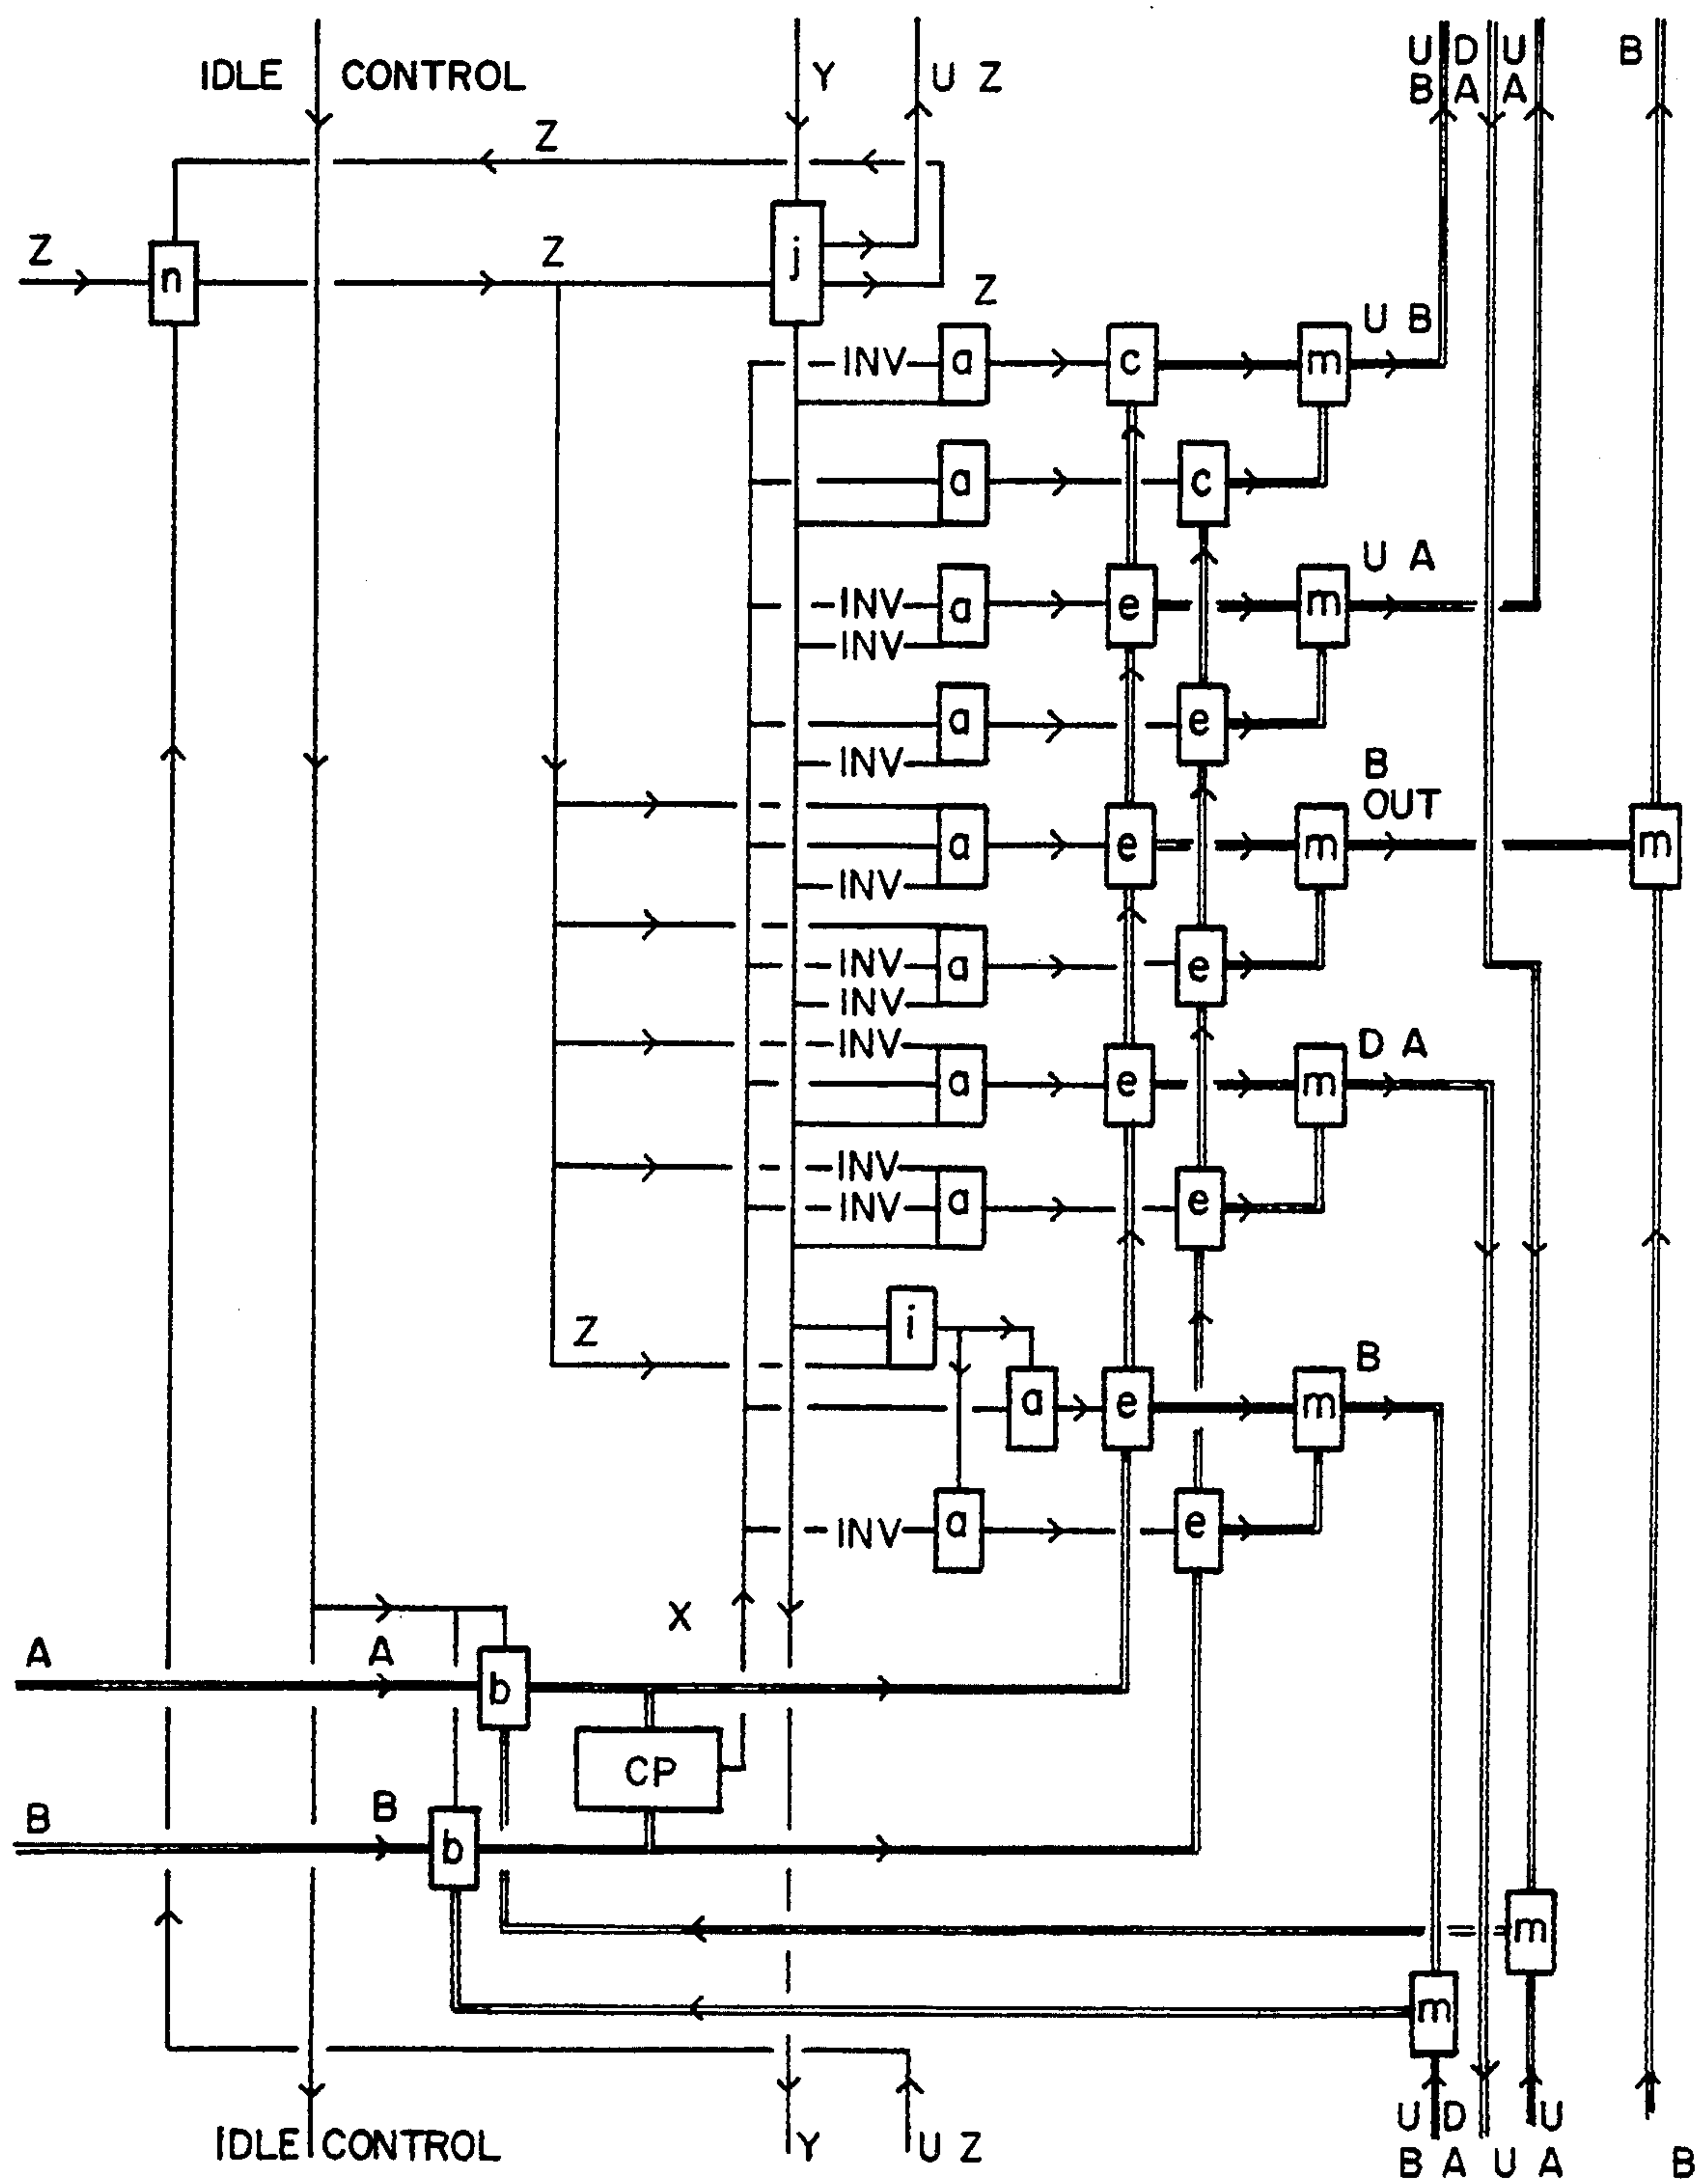 IDLE CONTROL Y U Z U D U B
B A A
Z
Z n Z j
Z
U B
INV a c m
a c
U A
INV a e m
INV
a e
INV
B
OUT
a e m m
INV
INV a e
INV
INV D A
a e m
INV
INV a e
i
Z
B
a e m
INV a e
X
A A
b
CP
B B
b
m
m
U D U
IDLE CONTROL Y U Z
B A U A B